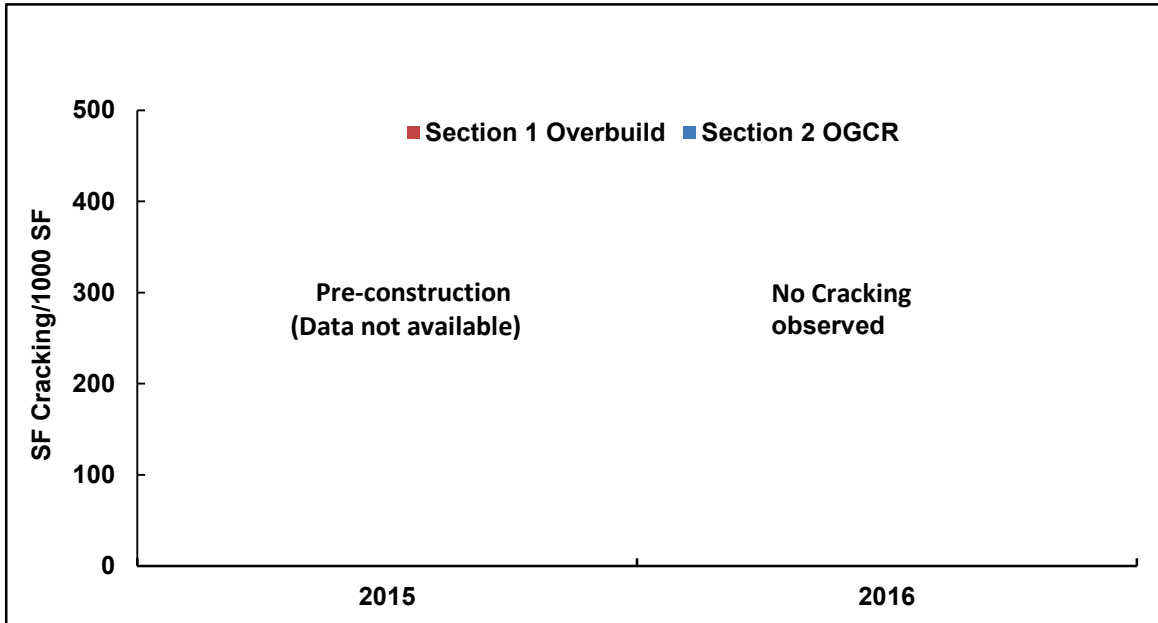 500
Section 1 Overbuild Section 2 OGCR
400
300
200
100
0
SF Cracking/1000 SF
Pre-construction
(Data not available)
No Cracking
observed
2015 2016